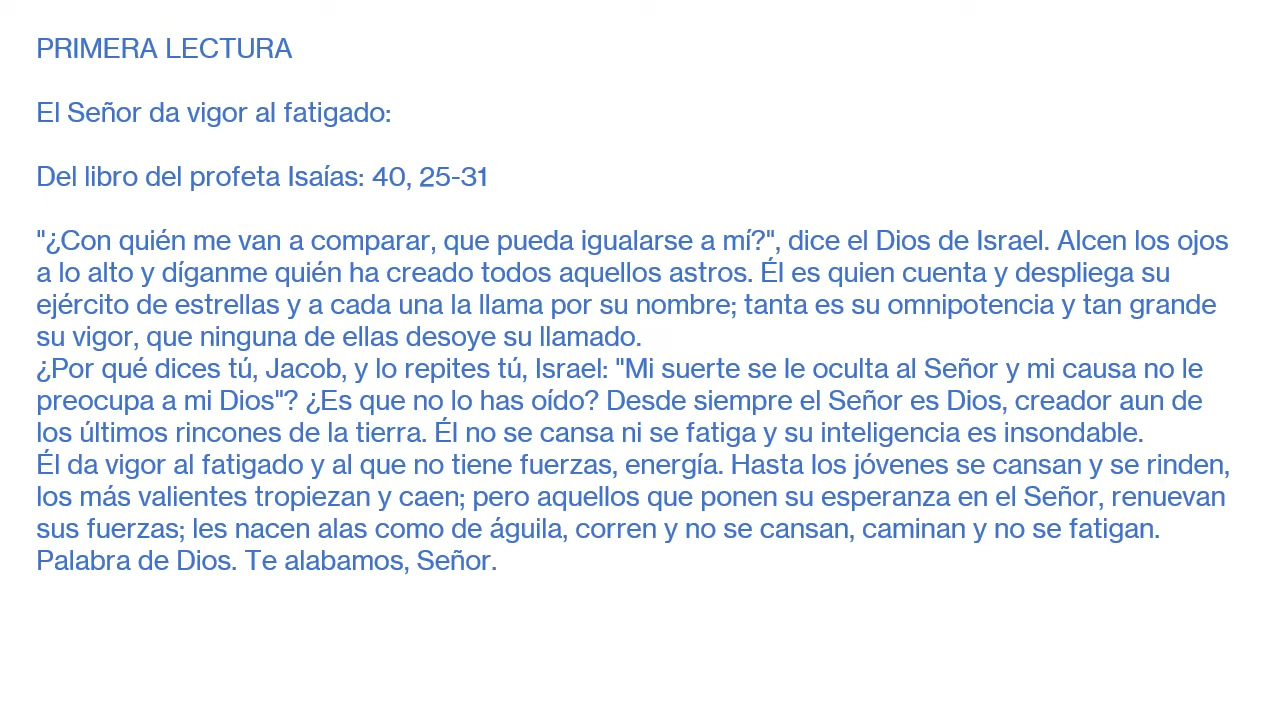 PRIMERA LECTURA
El Señor da vigor al fatigado:
Del libro del profeta Isaías: 40, 25-31
"¿Con quién me van a comparar, que pueda igualarse a mí?", dice el Dios de Israel. Alcen los ojos
a lo alto y díganme quién ha creado todos aquellos astros. Él es quien cuenta y despliega su
ejército de estrellas y a cada una la llama por su nombre; tanta es su omnipotencia y tan grande
su vigor, que ninguna de ellas desoye su llamado.
¿Por qué dices tú, Jacob, y lo repites tú, Israel: "Mi suerte se le oculta al Señor y mi causa no le
preocupa a mi Dios"? ¿Es que no lo has oído? Desde siempre el Señor es Dios, creador aun de
los últimos rincones de la tierra. Él no se cansa ni se fatiga y su inteligencia es insondable.
Él da vigor al fatigado y al que no tiene fuerzas, energía. Hasta los jóvenes se cansan y se rinden,
los más valientes tropiezan y caen; pero aquellos que ponen su esperanza en el Señor, renuevan
sus fuerzas; les nacen alas como de águila, corren y no se cansan, caminan y no se fatigan.
Palabra de Dios. Te alabamos, Señor.